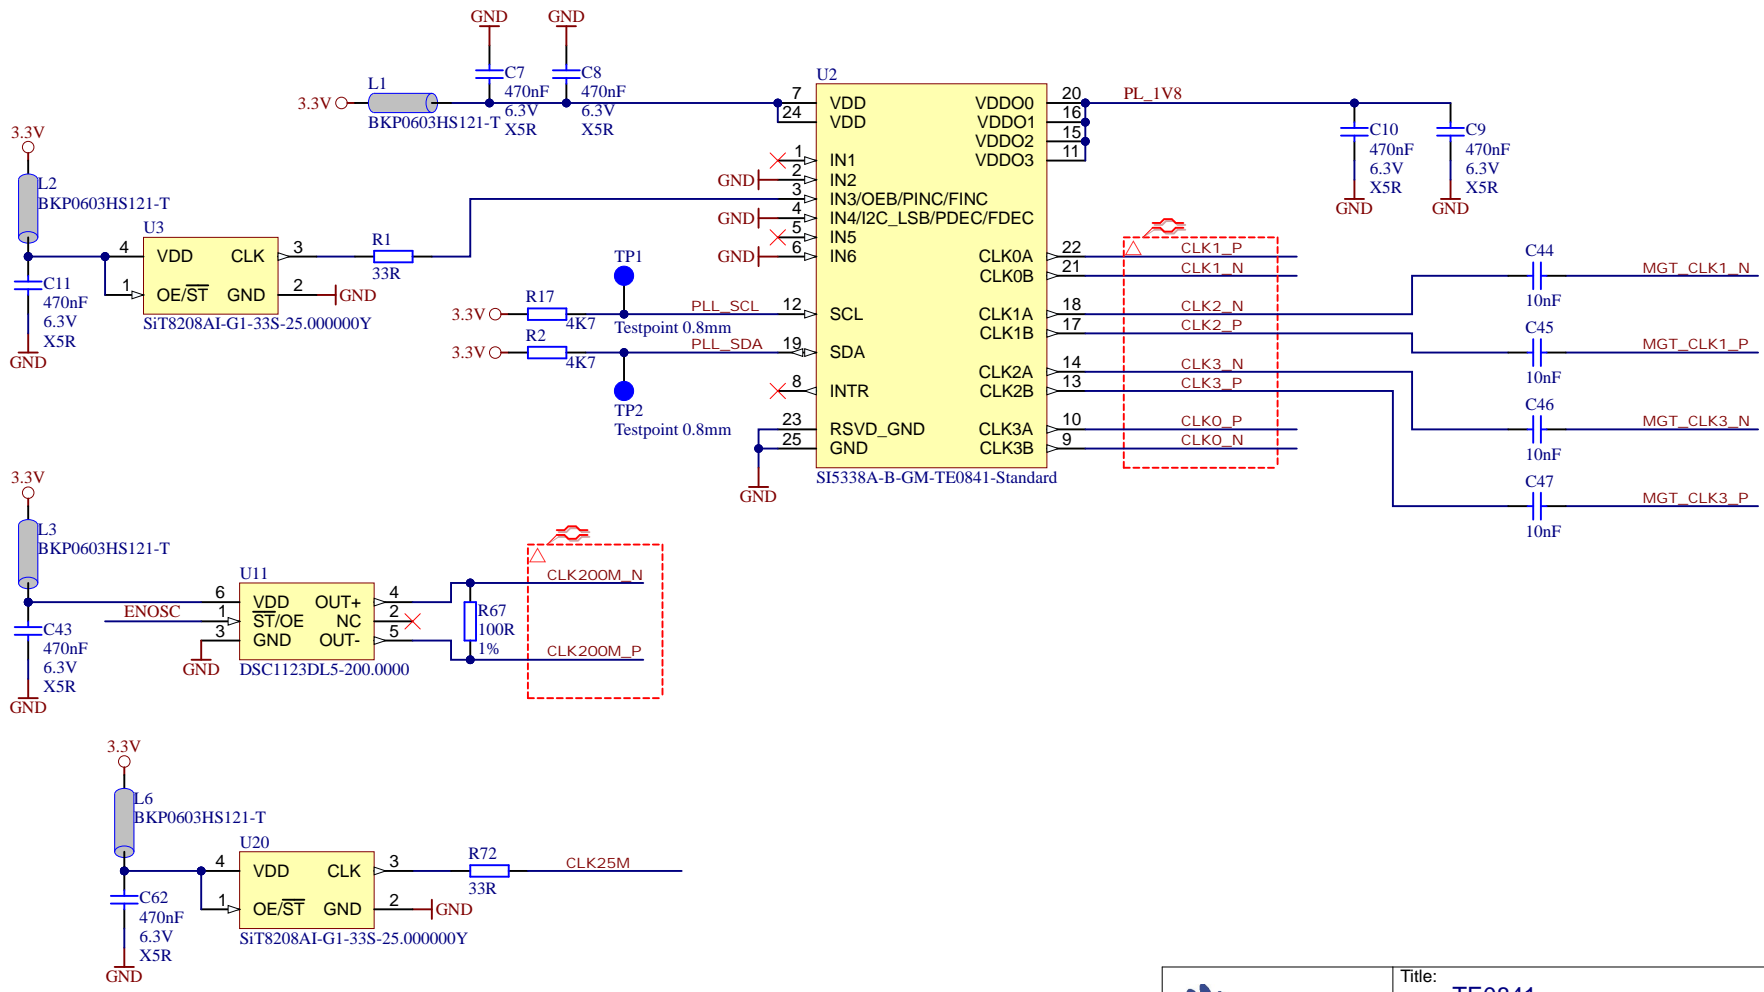 GND
GND
C7
470nF
6.3V
X5R
C8
470nF
6.3V
X5R
L1
3.3V
BKP0603HS121-T
U2
7 VDD
24 VDD
1 IN1
GND 2 IN2
3 IN3/OEB/PINC/FINC
GND 4 IN4/I2C_LSB/PDEC/FDEC
5 IN5
GND 6 IN6
12 SCL
19 SDA
8 INTR
23 RSVD_GND
25 GND
GND
VDDO0 20 PL_1V8
VDDO1 16
VDDO2 15
VDDO3 11
CLK0A 22 CLK1_P
CLK0B 21 CLK1_N
CLK1A 18 CLK2_N
CLK1B 17 CLK2_P
CLK2A 14 CLK3_N
CLK2B 13 CLK3_P
CLK3A 10 CLK0_P
CLK3B 9 CLK0_N
SI5338A-B-GM-TE0841-Standard
C10
470nF
6.3V
X5R
GND
C9
470nF
6.3V
X5R
GND
C44
10nF
MGT_CLK1_N
C45
10nF
MGT_CLK1_P
C46
10nF
MGT_CLK3_N
C47
10nF
MGT_CLK3_P
3.3V
L2
BKP0603HS121-T
C11
470nF
6.3V
X5R
GND
U3
4 VDD CLK 3
1 OE/ST GND 2 GND
SiT8208AI-G1-33S-25.000000Y
R1
33R
TP1
Testpoint 0.8mm
3.3V R17 4K7 PLL_SCL
3.3V R2 4K7 PLL_SDA
TP2
Testpoint 0.8mm
3.3V
L3
BKP0603HS121-T
C43
470nF
6.3V
X5R
GND
U11
6 VDD OUT+ 4
ENOSC 1 ST/OE NC 2
3 GND OUT- 5
GND
DSC1123DL5-200.0000
CLK200M_N
R67
100R
1%
CLK200M_P
3.3V
L6
BKP0603HS121-T
C62
470nF
6.3V
X5R
GND
U20
4 VDD CLK 3
1 OE/ST GND 2 GND
SiT8208AI-G1-33S-25.000000Y
R72
33R
CLK25M
Title:
TE0841